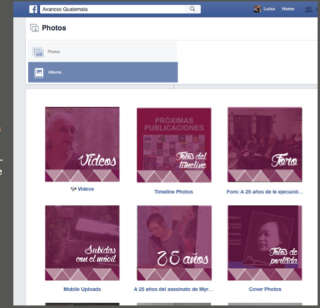 f Avancso Guatemala Luisa Home
Photos
Photos
Albums
Videos
PRÓXIMAS
PUBLICACIONES
Fotos del
timeline
Foro
Videos
Timeline Photos
Foro: A 25 años de la ejecució...
Subidas
con el móvil
25 años
Fotos de
portada
Mobile Uploads
A 25 años del asesinato de Myr...
Cover Photos